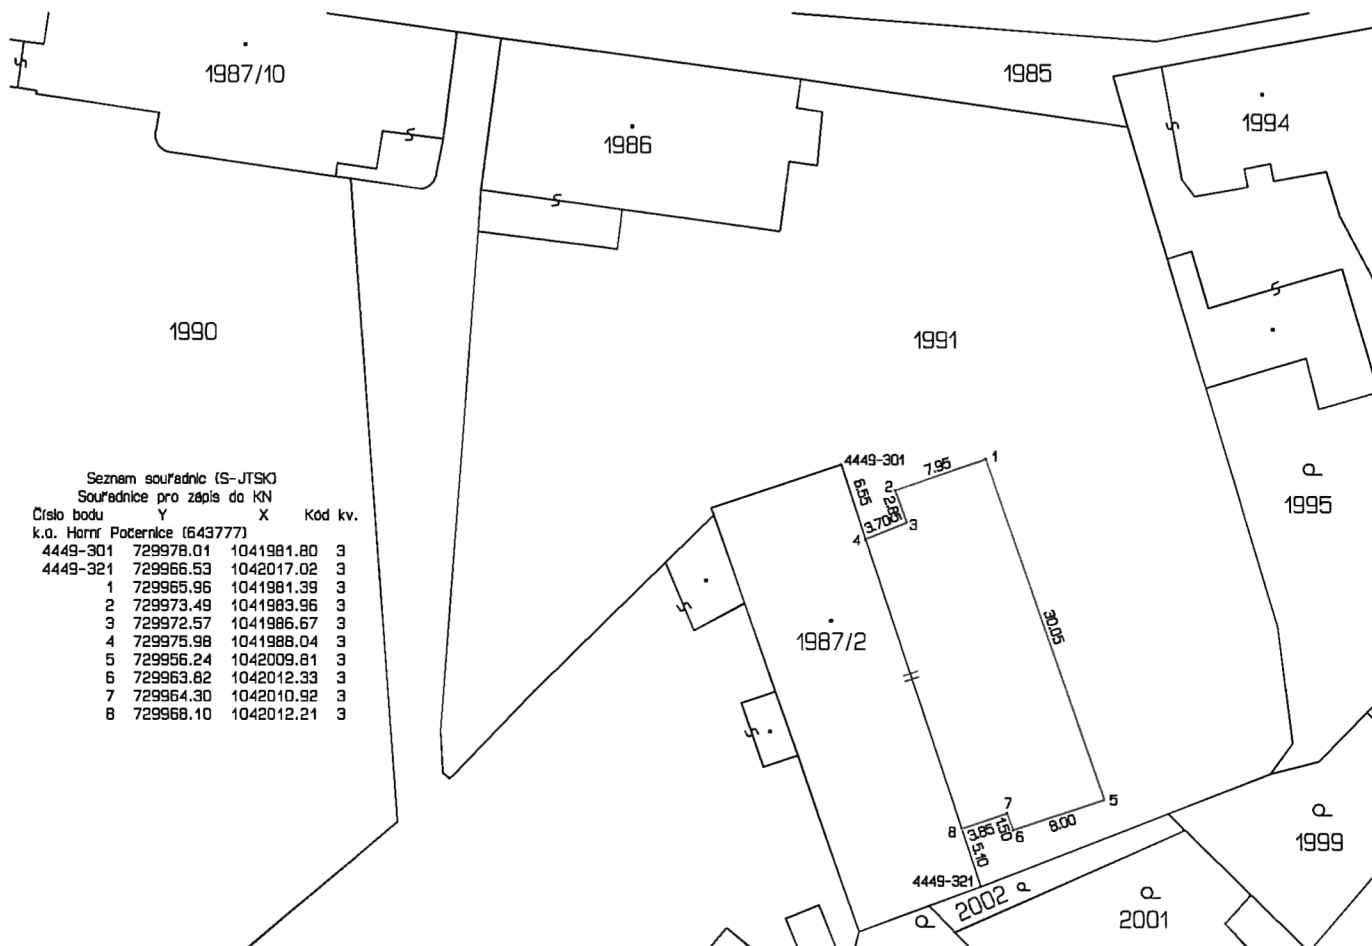 1987/10
1985
1994
1986
1990
1991
1995
4449-301
7.95
1
2
6.55
2.85
3.70
3
4
Seznam souřadnic (S-JTSK)
Souřadnice pro zápis do KN
Číslo bodu Y X Kód kv.
k.ú. Horní Počernice (643777)
4449-301 729978.01 1041981.80 3
4449-321 729966.53 1042017.02 3
1 729965.96 1041981.39 3
2 729973.49 1041983.96 3
3 729972.57 1041986.67 3
4 729975.98 1041988.04 3
5 729956.24 1042009.81 3
6 729963.82 1042012.33 3
7 729964.30 1042010.92 3
8 729968.10 1042012.21 3
30.05
1987/2
7
5
8
3.85
1.50
6
8.00
5.10
4449-321
1999
2002
2001